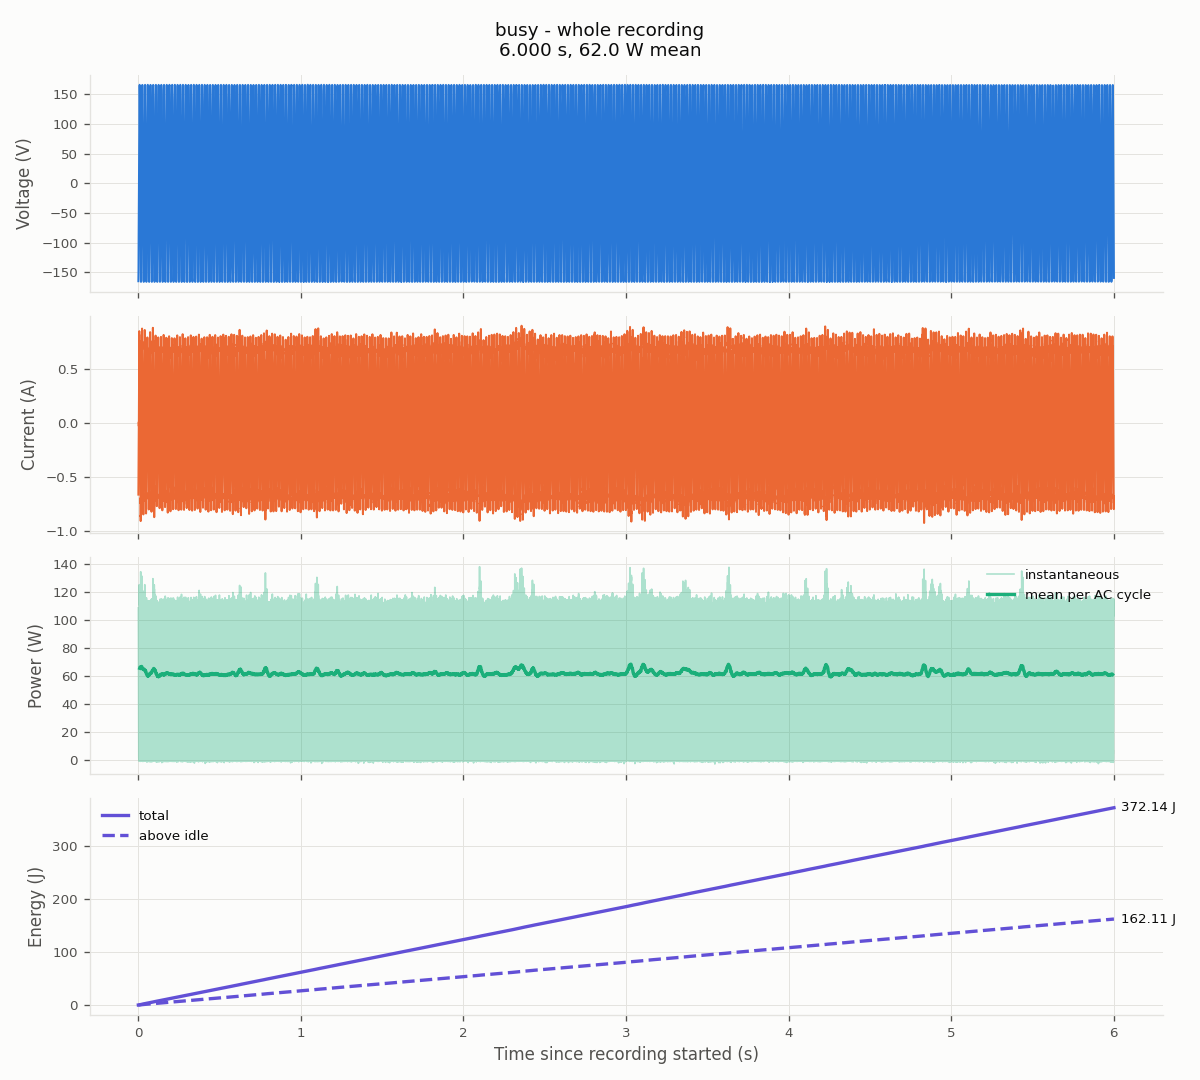 busy - whole recording
6.000 s, 62.0 W mean
Voltage (V)
150
100
50
0
−50
−100
−150
Current (A)
0.5
0.0
−0.5
−1.0
Power (W)
140
120
100
80
60
40
20
0
instantaneous
mean per AC cycle
Energy (J)
300
200
100
0
total
above idle
372.14 J
162.11 J
0 1 2 3 4 5 6
Time since recording started (s)